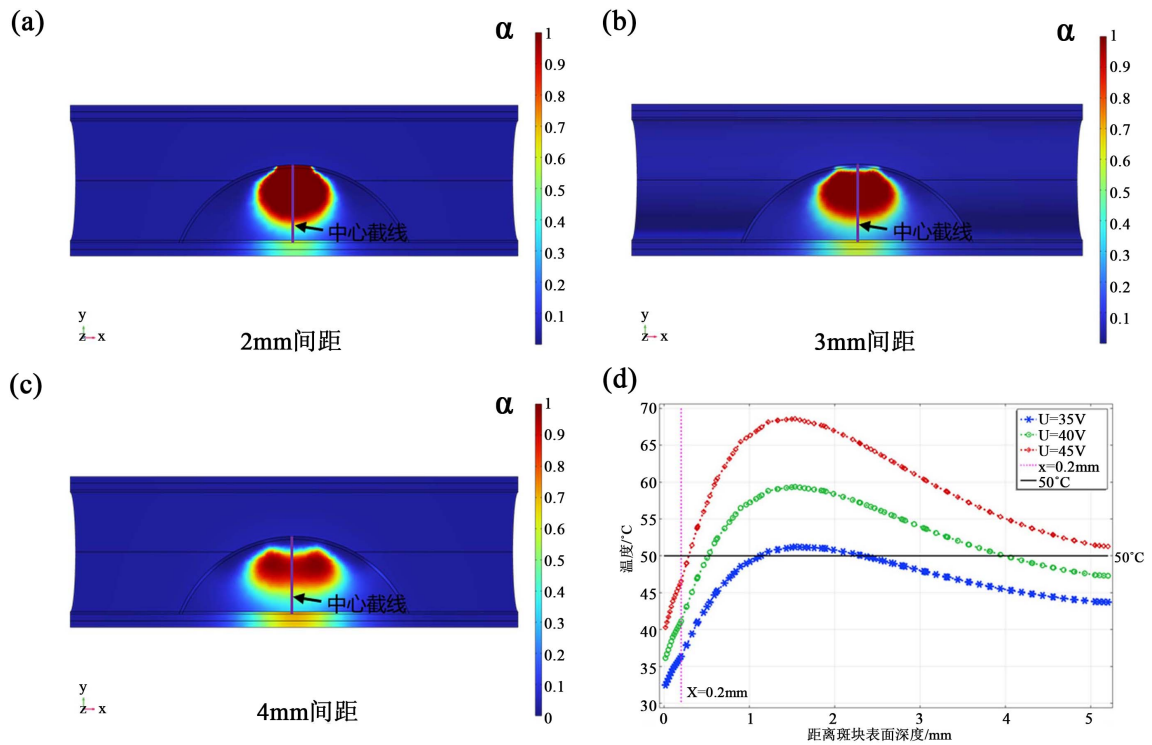 (a)
α
1
0.9
0.8
0.7
0.6
0.5
0.4
0.3
0.2
0.1
中心截线
y
z x
2mm间距
(b)
α
1
0.9
0.8
0.7
0.6
0.5
0.4
0.3
0.2
0.1
中心截线
y
z x
3mm间距
(c)
α
1
0.9
0.8
0.7
0.6
0.5
0.4
0.3
0.2
0.1
0
中心截线
y
z x
4mm间距
(d)
70
65
60
55
50
45
40
35
30
温度/°C
U=35V
U=40V
U=45V
x=0.2mm
50°C
50°C
X=0.2mm
0 1 2 3 4 5
距离斑块表面深度/mm